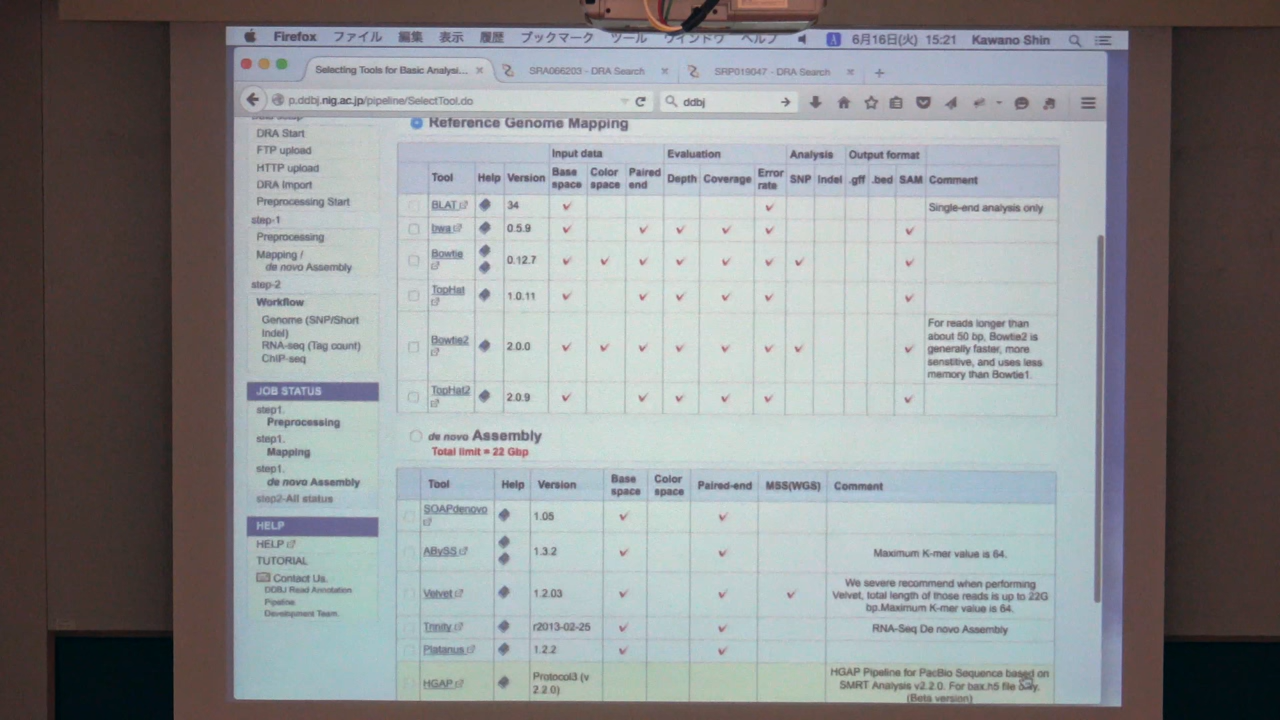 Firefox ファイル 編集 表示 履歴 ブックマーク ツール ウインドウ ヘルプ A 6月16日(火) 15:21 Kawano Shin
Selecting Tools for Basic Analysi... SRA066203 - DRA Search SRP019047 - DRA Search
p.ddbj.nig.ac.jp/pipeline/SelectTool.do ddbj
DRA Start
FTP upload
HTTP upload
DRA Import
Preprocessing Start
step-1
Preprocessing
Mapping /
de novo Assembly
step-2
Workflow
Genome (SNP/Short
Indel)
RNA-seq (Tag count)
ChIP-seq
JOB STATUS
step1.
Preprocessing
step1.
Mapping
step1.
de novo Assembly
step2-All status
HELP
HELP
TUTORIAL
Contact Us.
DDBJ Read Annotation
Pipeline
Development Team.
Reference Genome Mapping
Input data Evaluation Analysis Output format
Tool Help Version Base space Color space Paired end Depth Coverage Error rate SNP Indel .gff .bed SAM Comment
BLAT 34 Single-end analysis only
bwa 0.5.9
Bowtie 0.12.7
TopHat 1.0.11
Bowtie2 2.0.0
For reads longer than
about 50 bp, Bowtie2 is
generally faster, more
senstitive, and uses less
memory than Bowtie1.
TopHat2 2.0.9
de novo Assembly
Total limit = 22 Gbp
Tool Help Version Base space Color space Paired-end MSS(WGS) Comment
SOAPdenovo 1.05
ABySS 1.3.2 Maximum K-mer value is 64.
Velvet 1.2.03
We severe recommend when performing
Velvet, total length of those reads is up to 22G
bp.Maximum K-mer value is 64.
Trinity r2013-02-25 RNA-Seq De novo Assembly
Platanus 1.2.2
HGAP Protocol3 (v 2.2.0)
HGAP Pipeline for PacBio Sequence based on
SMRT Analysis v2.2.0. For bax.h5 file only.
(Beta version)